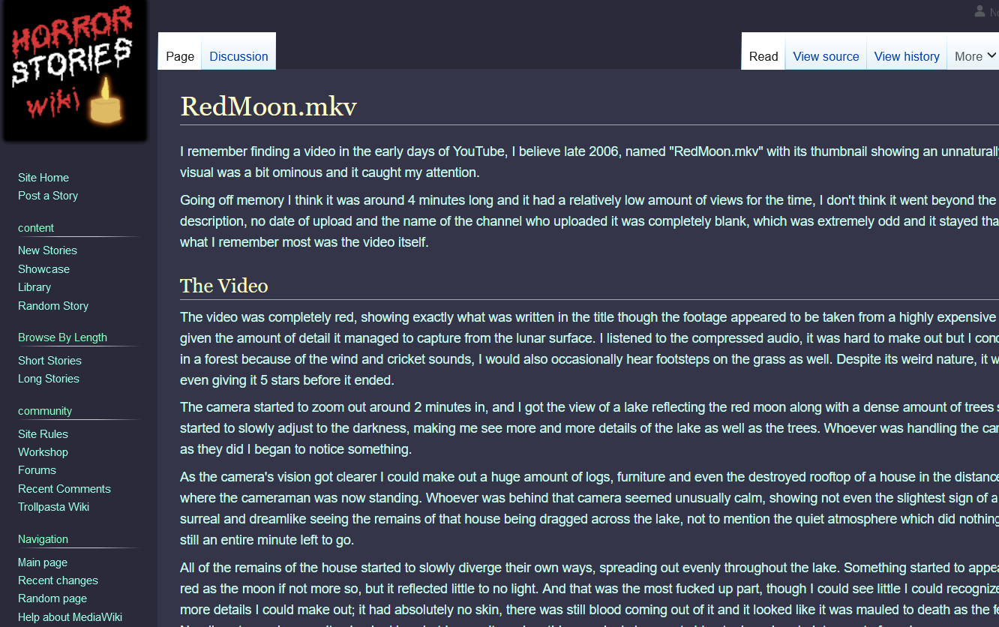 HORROR
STORIES
Wiki
Page
Discussion
Read
View source
View history
More
Site Home
Post a Story
content
New Stories
Showcase
Library
Random Story
Browse By Length
Short Stories
Long Stories
community
Site Rules
Workshop
Forums
Recent Comments
Trollpasta Wiki
Navigation
Main page
Recent changes
Random page
Help about MediaWiki
RedMoon.mkv
I remember finding a video in the early days of YouTube, I believe late 2006, named "RedMoon.mkv" with its thumbnail showing an unnaturally
visual was a bit ominous and it caught my attention.
Going off memory I think it was around 4 minutes long and it had a relatively low amount of views for the time, I don't think it went beyond the
description, no date of upload and the name of the channel who uploaded it was completely blank, which was extremely odd and it stayed
what I remember most was the video itself.
The Video
The video was completely red, showing exactly what was written in the title though the footage appeared to be taken from a highly expensive
given the amount of detail it managed to capture from the lunar surface. I listened to the compressed audio, it was hard to make out but I
in a forest because of the wind and cricket sounds, I would also occasionally hear footsteps on the grass as well. Despite its weird nature, it
even giving it 5 stars before it ended.
The camera started to zoom out around 2 minutes in, and I got the view of a lake reflecting the red moon along with a dense amount of trees
started to slowly adjust to the darkness, making me see more and more details of the lake as well as the trees. Whoever was handling the
as they did I began to notice something.
As the camera's vision got clearer I could make out a huge amount of logs, furniture and even the destroyed rooftop of a house in the distance
where the cameraman was now standing. Whoever was behind that camera seemed unusually calm, showing not even the slightest sign of
surreal and dreamlike seeing the remains of that house being dragged across the lake, not to mention the quiet atmosphere which did nothing
still an entire minute left to go.
All of the remains of the house started to slowly diverge their own ways, spreading out evenly throughout the lake. Something started to
red as the moon if not more so, but it reflected little to no light. And that was the most fucked up part, though I could see little I could
more details I could make out; it had absolutely no skin, there was still blood coming out of it and it looked like it was mauled to death as the